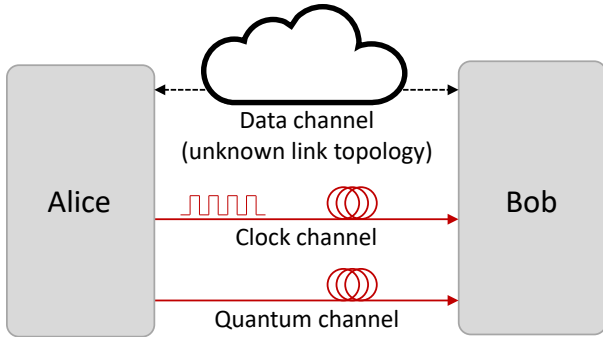 Data channel
(unknown link topology)
Alice
Bob
Clock channel
Quantum channel